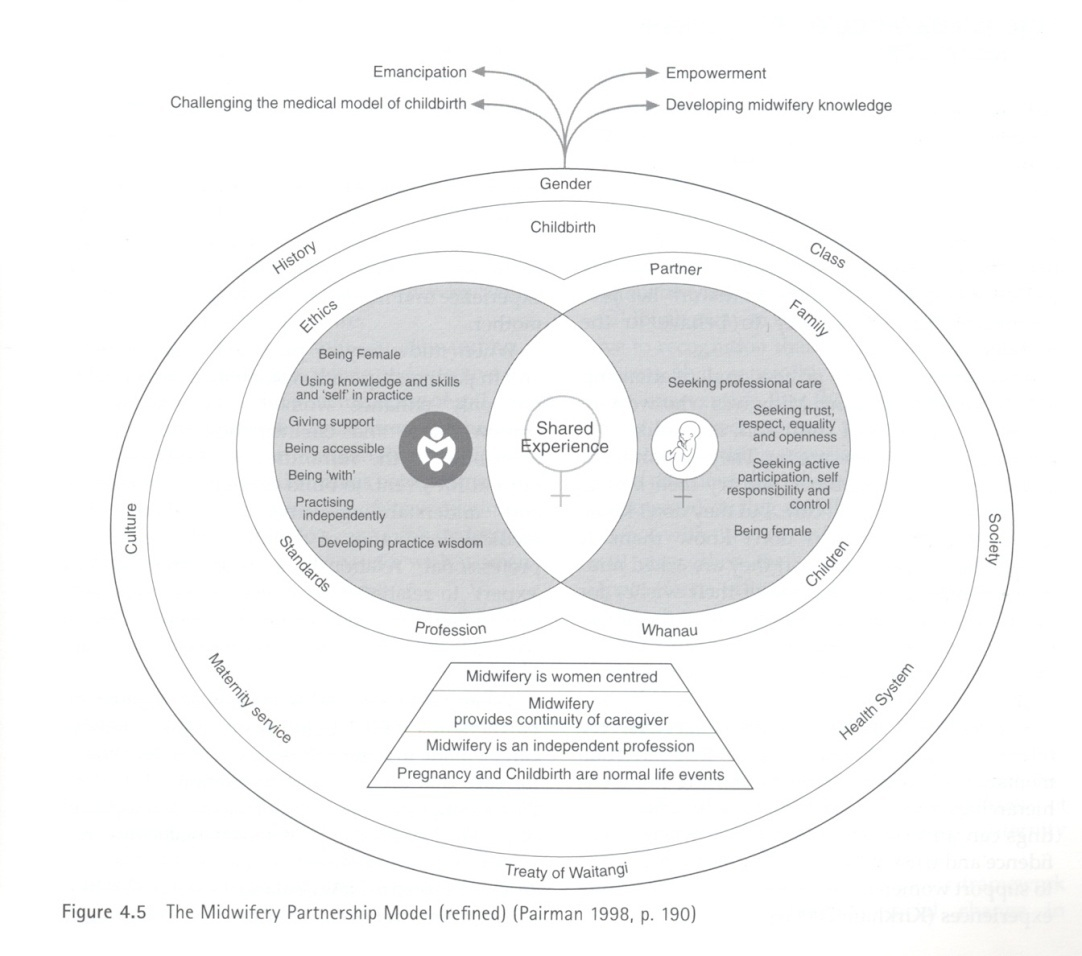 Emancipation
Empowerment
Challenging the medical model of childbirth
Developing midwifery knowledge
Gender
Childbirth
History
Class
Partner
Ethics
Family
Being Female
Using knowledge and skills
and 'self' in practice
Giving support
Being accessible
Being 'with'
Practising
independently
Developing practice wisdom
Shared
Experience
Seeking professional care
Seeking trust,
respect, equality
and openness
Seeking active
participation, self
responsibility and
control
Being female
Culture
Society
Standards
Children
Profession
Whanau
Maternity service
Health System
Midwifery is women centred
Midwifery
provides continuity of caregiver
Midwifery is an independent profession
Pregnancy and Childbirth are normal life events
Treaty of Waitangi
Figure 4.5 The Midwifery Partnership Model (refined) (Pairman 1998, p. 190)